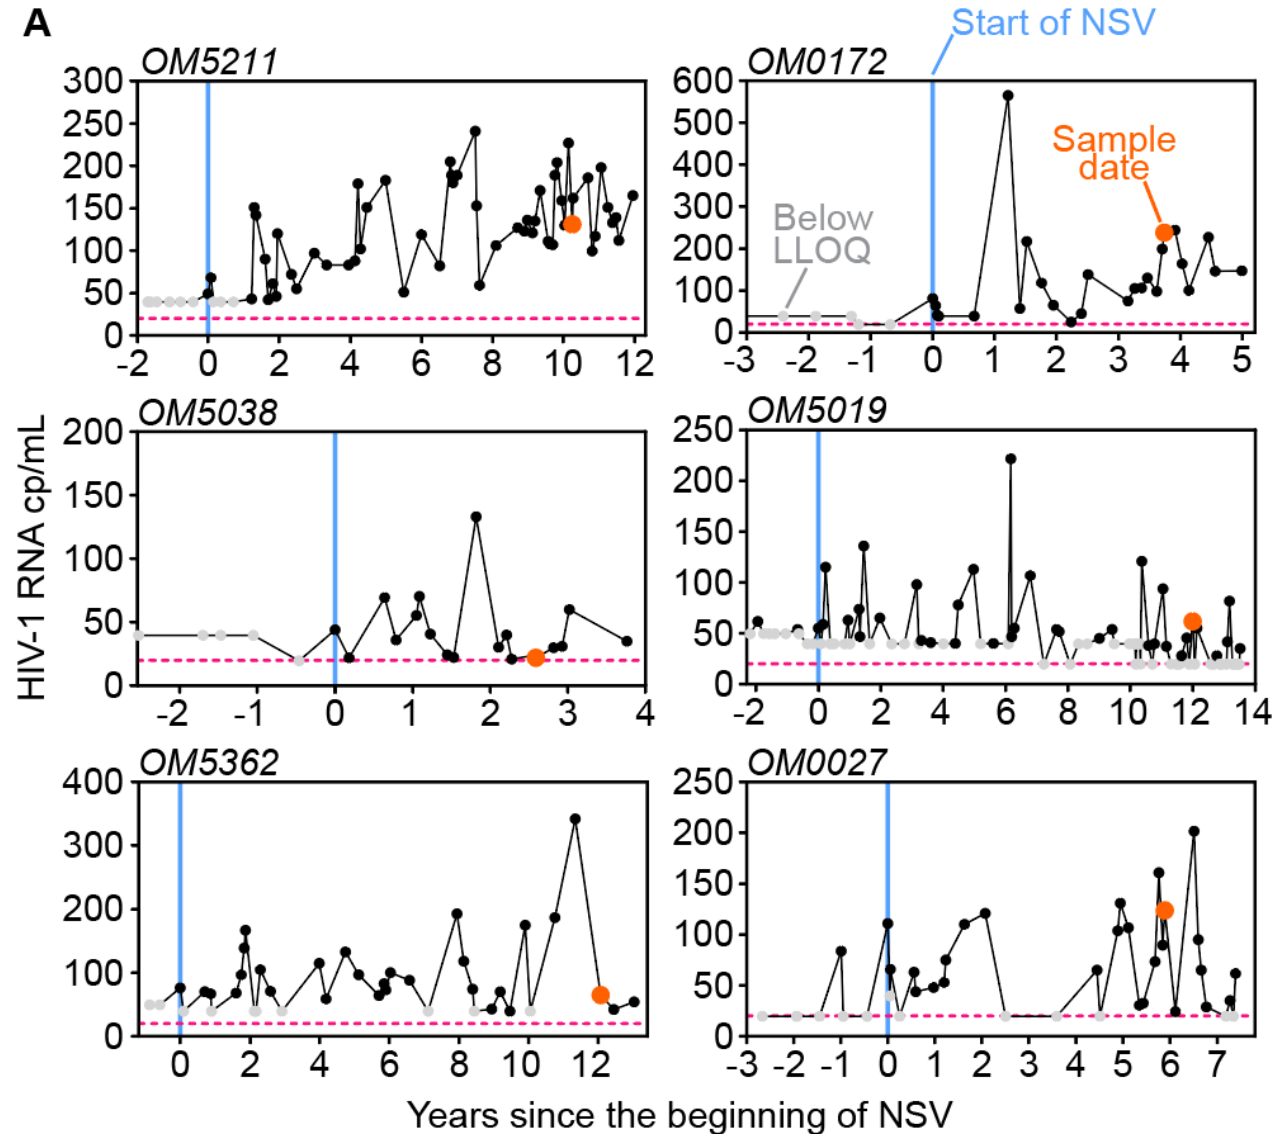 A
Start of NSV
OM5211
300
250
200
150
100
50
0
-2 0 2 4 6 8 10 12
OM0172
600
500
400
300
200
100
0
-3 -2 -1 0 1 2 3 4 5
Sample
date
Below
LLOQ
HIV-1 RNA cp/mL
OM5038
200
150
100
50
0
-2 -1 0 1 2 3 4
OM5019
250
200
150
100
50
0
-2 0 2 4 6 8 10 12 14
OM5362
400
300
200
100
0
0 2 4 6 8 10 12
OM0027
250
200
150
100
50
0
-3 -2 -1 0 1 2 3 4 5 6 7
Years since the beginning of NSV